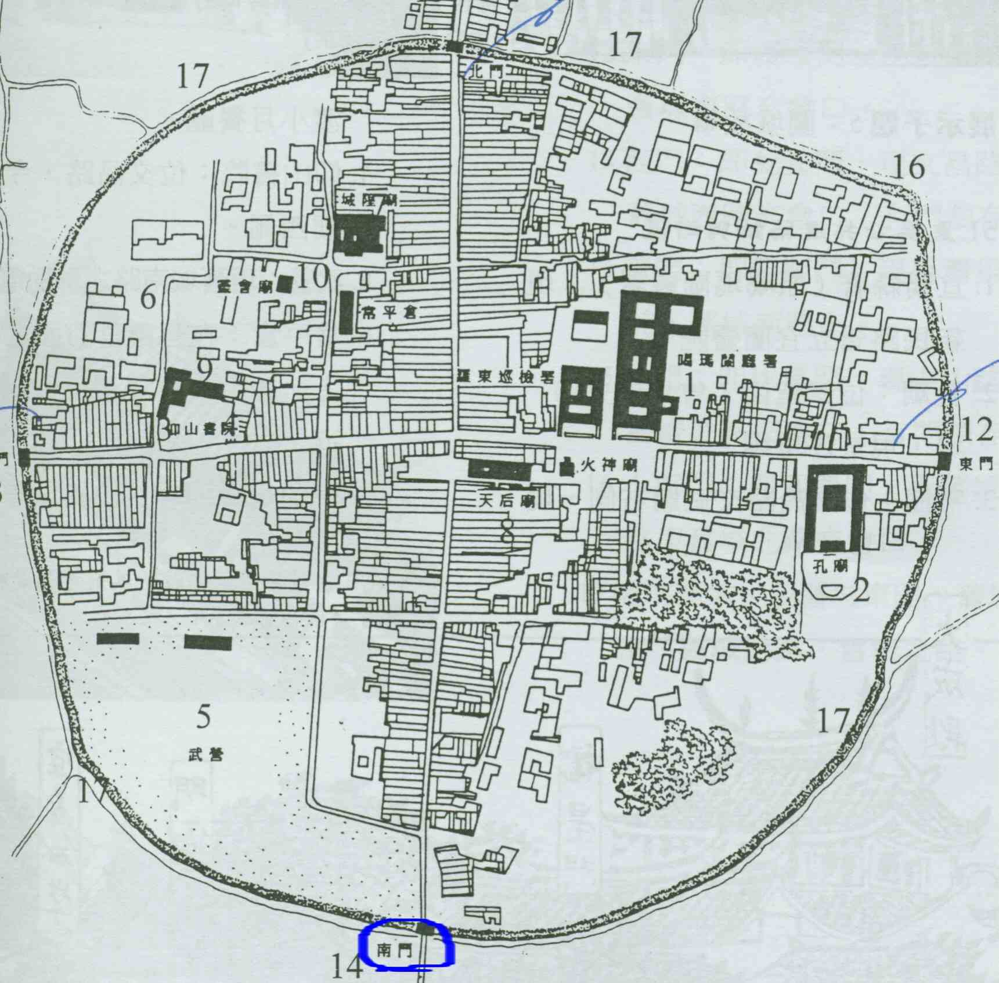 17
17
北門
16
城隍廟
10
蚕會廟
6
常平倉
噶瑪蘭廳署
9
羅東巡檢署
1
仰山書院
12
門
火神廟
東門
天后廟
8
孔廟
2
5
17
武營
17
南門
14